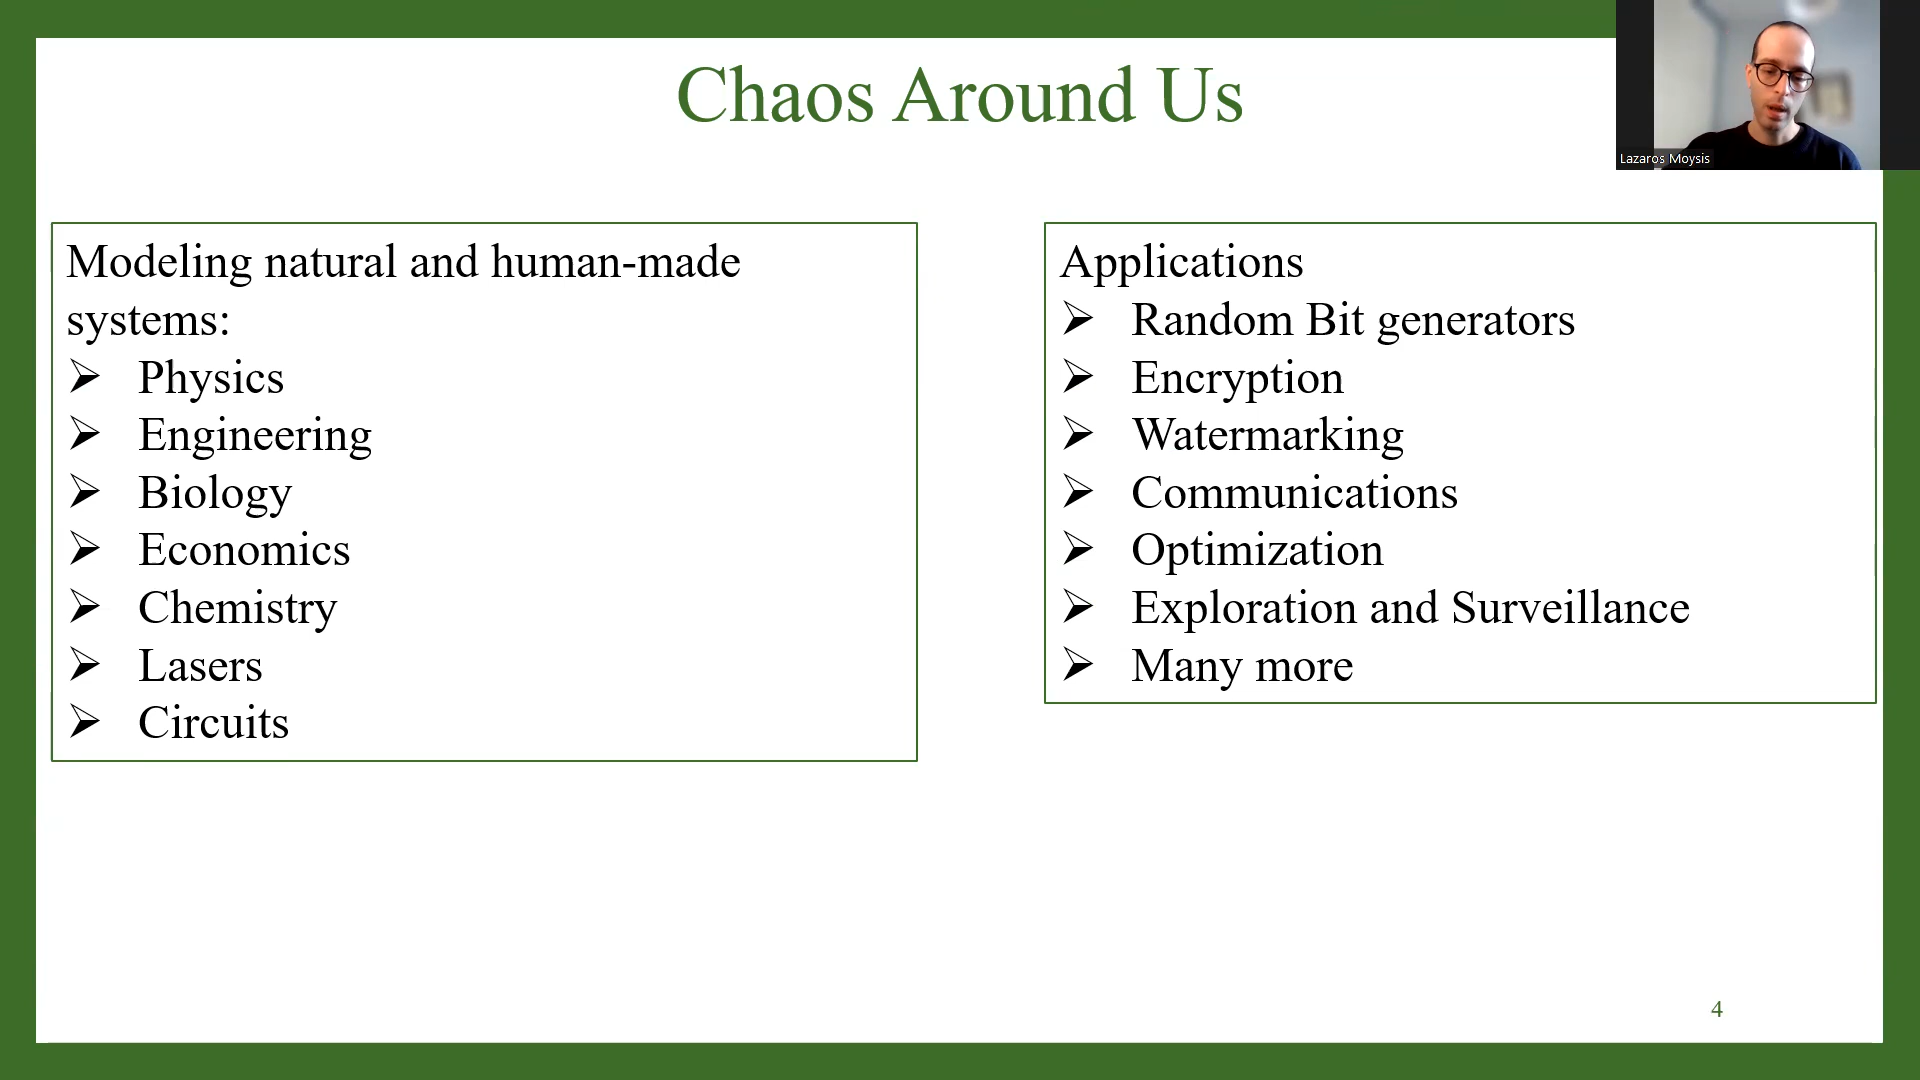 Chaos Around Us
Lazaros Moysis
Modeling natural and human-made
systems:
➢ Physics
➢ Engineering
➢ Biology
➢ Economics
➢ Chemistry
➢ Lasers
➢ Circuits
Applications
➢ Random Bit generators
➢ Encryption
➢ Watermarking
➢ Communications
➢ Optimization
➢ Exploration and Surveillance
➢ Many more
4